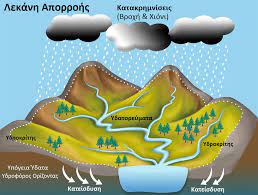 Λεκάνη Απορροής
Κατακρημνίσεις
(Βροχή & Χιόνι)
Υδατορεύματα
Υδροκρίτης
Υδροκρίτης
Υπόγεια Ύδατα
Υδροφόρος Ορίζοντας
Κατείσδυση
Κατείσδυση